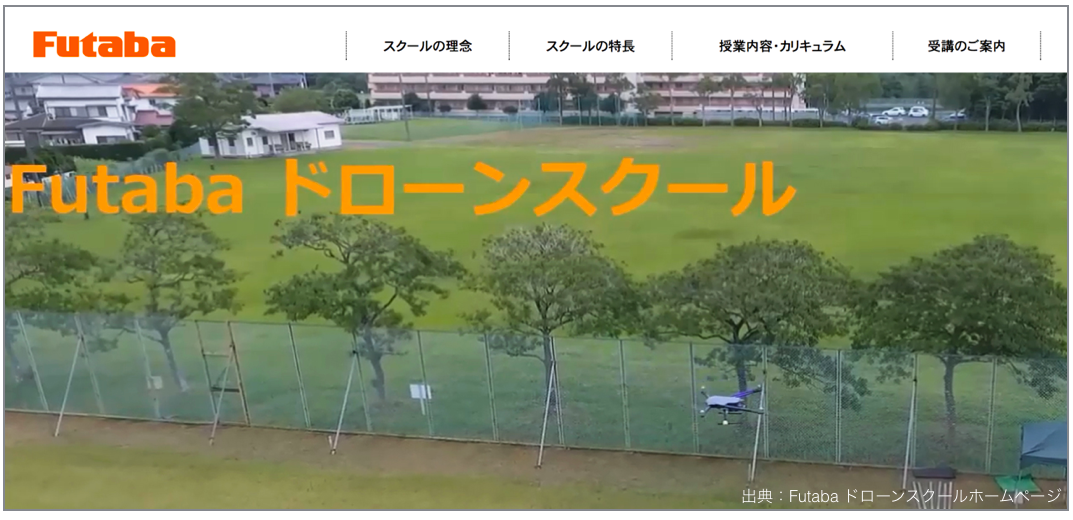 Futaba
スクールの理念
スクールの特長
授業内容・カリキュラム
受講のご案内
Futaba ドローンスクール
出典：Futaba ドローンスクールホームページ